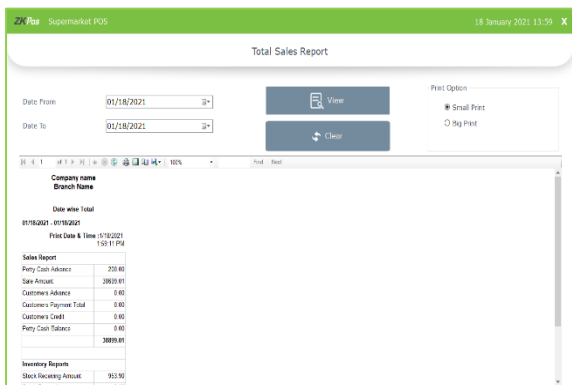 ZKPos Supermarket POS 18 January 2021 13:59 X
Total Sales Report
Print Option
Date From 01/18/2021 View Small Print
Date To 01/18/2021 Clear Big Print
1 of 1 100% Find Next
Company name
Branch Name
Date wise Total
01/18/2021 - 01/18/2021
Print Date & Time :1/18/2021
1:59:11 PM
Sales Report
Petty Cash Advance 200.00
Sale Amount 38699.01
Customers Advance 0.00
Customers Payment Total 0.00
Customers Credit 0.00
Petty Cash Balance 0.00
38899.01
Inventory Reports
Stock Receving Amount 953.90